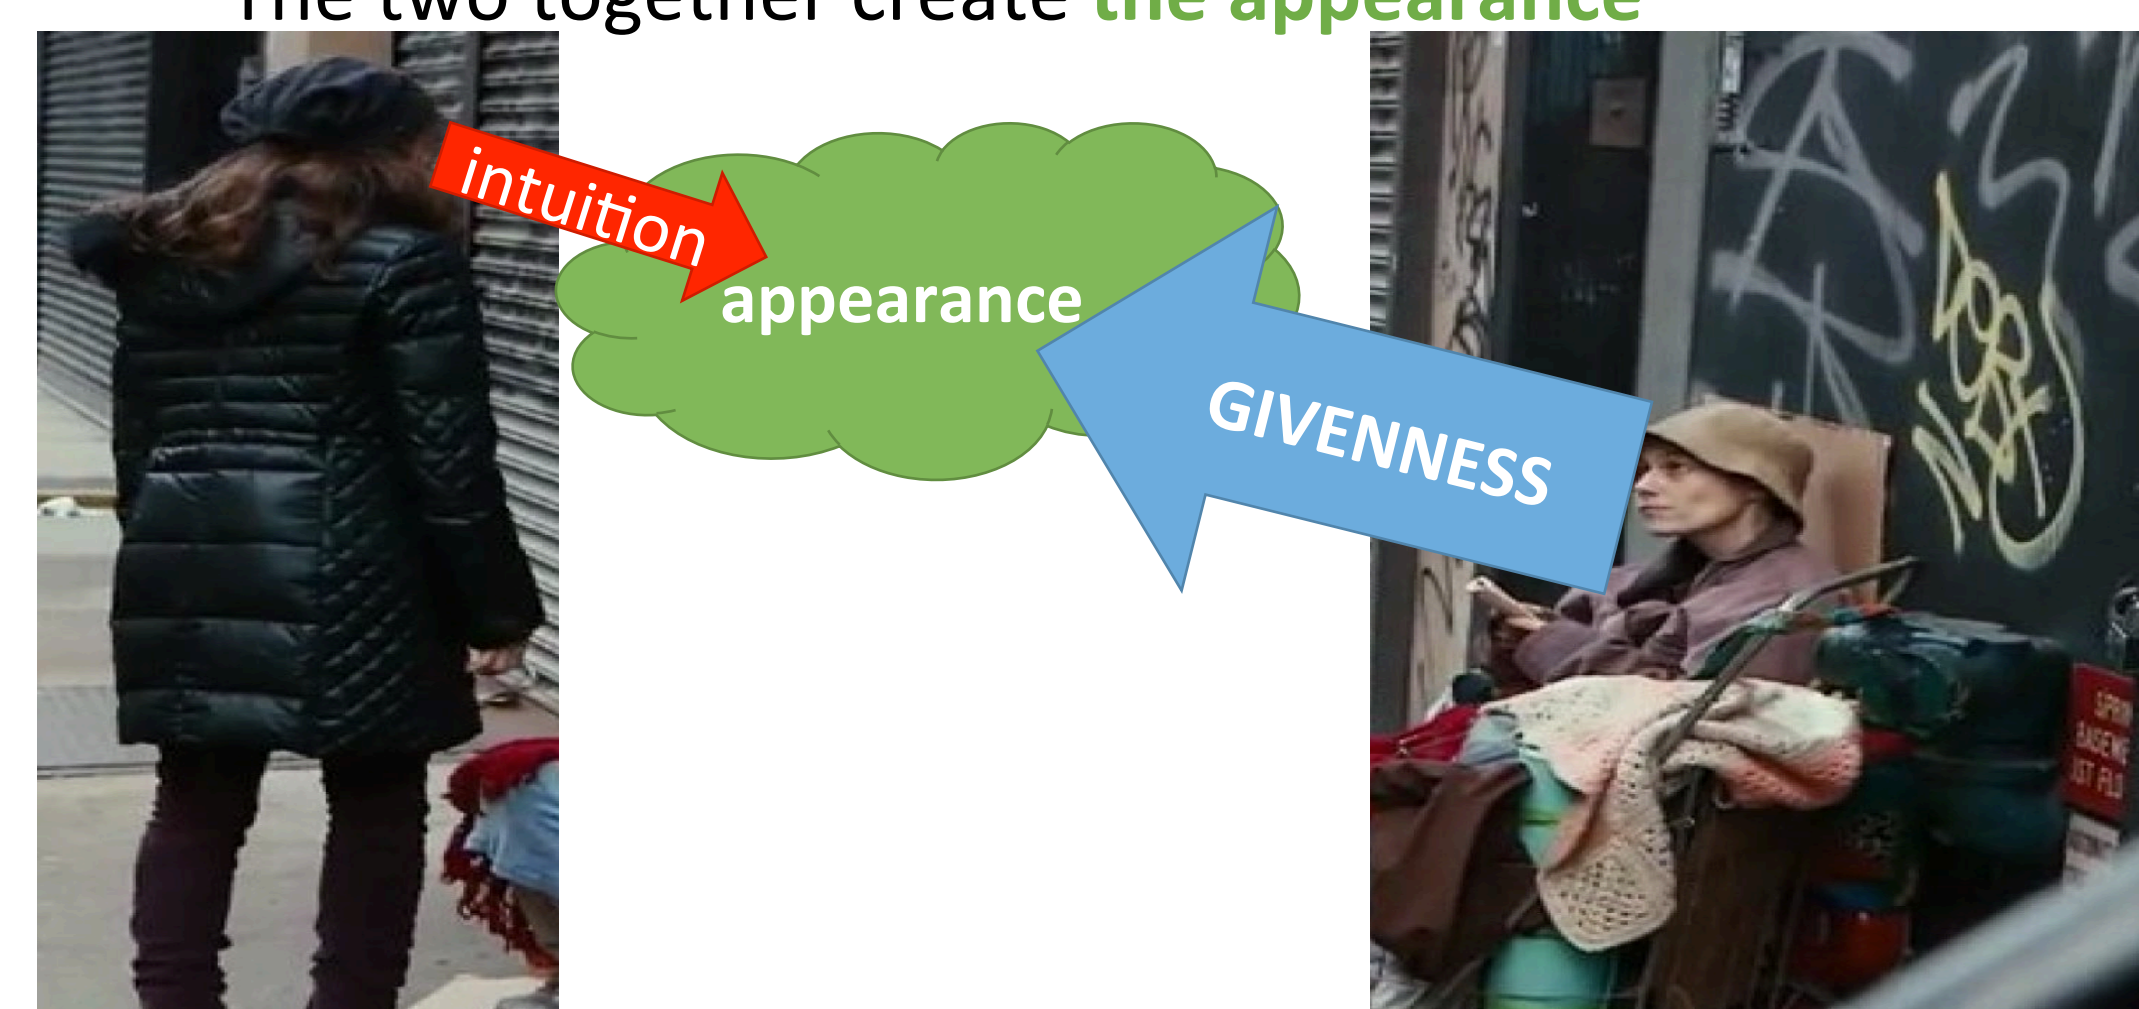 The two together create the appearance
intuition
appearance
GIVENNESS